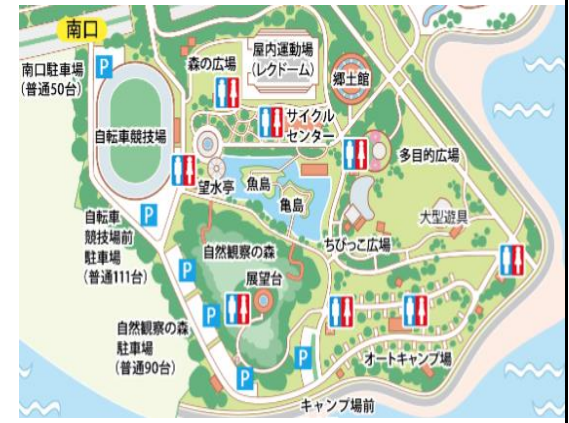 南口
南口駐車場
(普通50台)
P
森の広場
屋内運動場
(レクドーム)
郷土館
自転車競技場
サイクル
センター
多目的広場
望水亭
魚島
亀島
P
自転車
競技場前
駐車場
(普通111台)
大型遊具
ちびっこ広場
自然観察の森
P
展望台
P
自然観察の森
駐車場
(普通90台)
P
P
オートキャンプ場
キャンプ場前